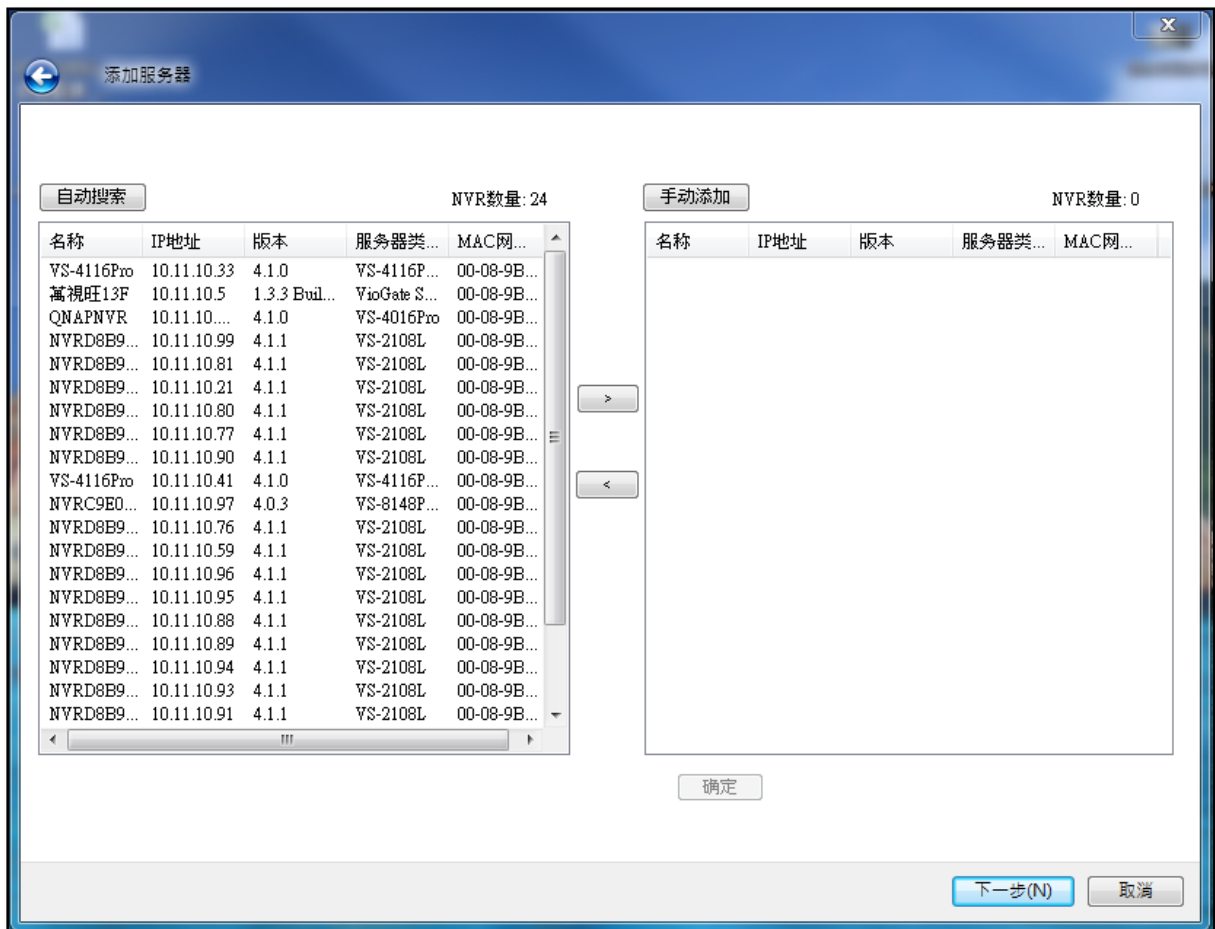 添加服务器
自动搜索 NVR数量: 24
名称 IP地址 版本 服务器类... MAC网...
VS-4116Pro 10.11.10.33 4.1.0 VS-4116P... 00-08-9B...
萬視旺13F 10.11.10.5 1.3.3 Buil... VioGate S... 00-08-9B...
QNAPNVR 10.11.10.... 4.1.0 VS-4016Pro 00-08-9B...
NVRD8B9... 10.11.10.99 4.1.1 VS-2108L 00-08-9B...
NVRD8B9... 10.11.10.81 4.1.1 VS-2108L 00-08-9B...
NVRD8B9... 10.11.10.21 4.1.1 VS-2108L 00-08-9B...
NVRD8B9... 10.11.10.80 4.1.1 VS-2108L 00-08-9B...
NVRD8B9... 10.11.10.77 4.1.1 VS-2108L 00-08-9B...
NVRD8B9... 10.11.10.90 4.1.1 VS-2108L 00-08-9B...
VS-4116Pro 10.11.10.41 4.1.0 VS-4116P... 00-08-9B...
NVRC9E0... 10.11.10.97 4.0.3 VS-8148P... 00-08-9B...
NVRD8B9... 10.11.10.76 4.1.1 VS-2108L 00-08-9B...
NVRD8B9... 10.11.10.59 4.1.1 VS-2108L 00-08-9B...
NVRD8B9... 10.11.10.96 4.1.1 VS-2108L 00-08-9B...
NVRD8B9... 10.11.10.95 4.1.1 VS-2108L 00-08-9B...
NVRD8B9... 10.11.10.88 4.1.1 VS-2108L 00-08-9B...
NVRD8B9... 10.11.10.89 4.1.1 VS-2108L 00-08-9B...
NVRD8B9... 10.11.10.94 4.1.1 VS-2108L 00-08-9B...
NVRD8B9... 10.11.10.93 4.1.1 VS-2108L 00-08-9B...
NVRD8B9... 10.11.10.91 4.1.1 VS-2108L 00-08-9B...
>
<
手动添加 NVR数量: 0
名称 IP地址 版本 服务器类... MAC网...
确定
下一步(N) 取消